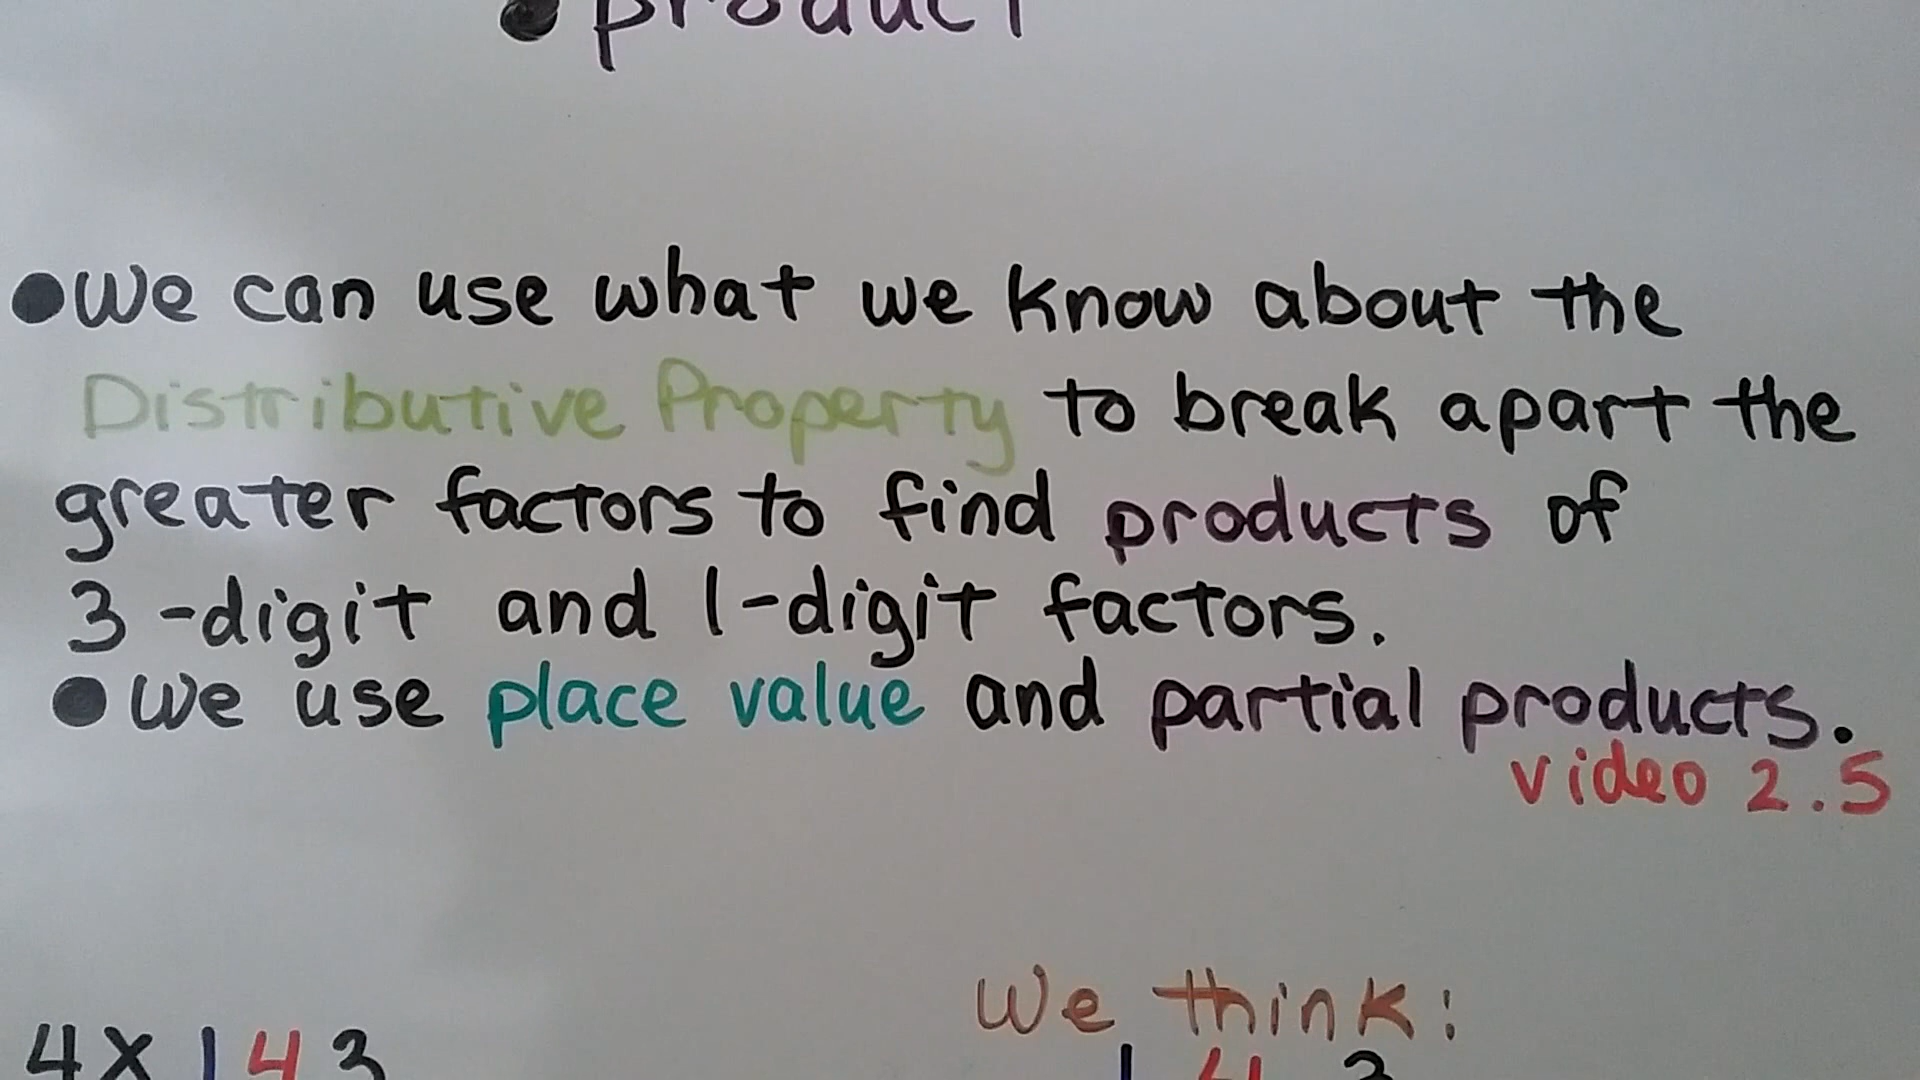 • product
• We can use what we know about the
Distributive Property to break apart the
greater factors to find products of
3-digit and 1-digit factors.
• We use place value and partial products.
video 2.5
We think:
4x143
143